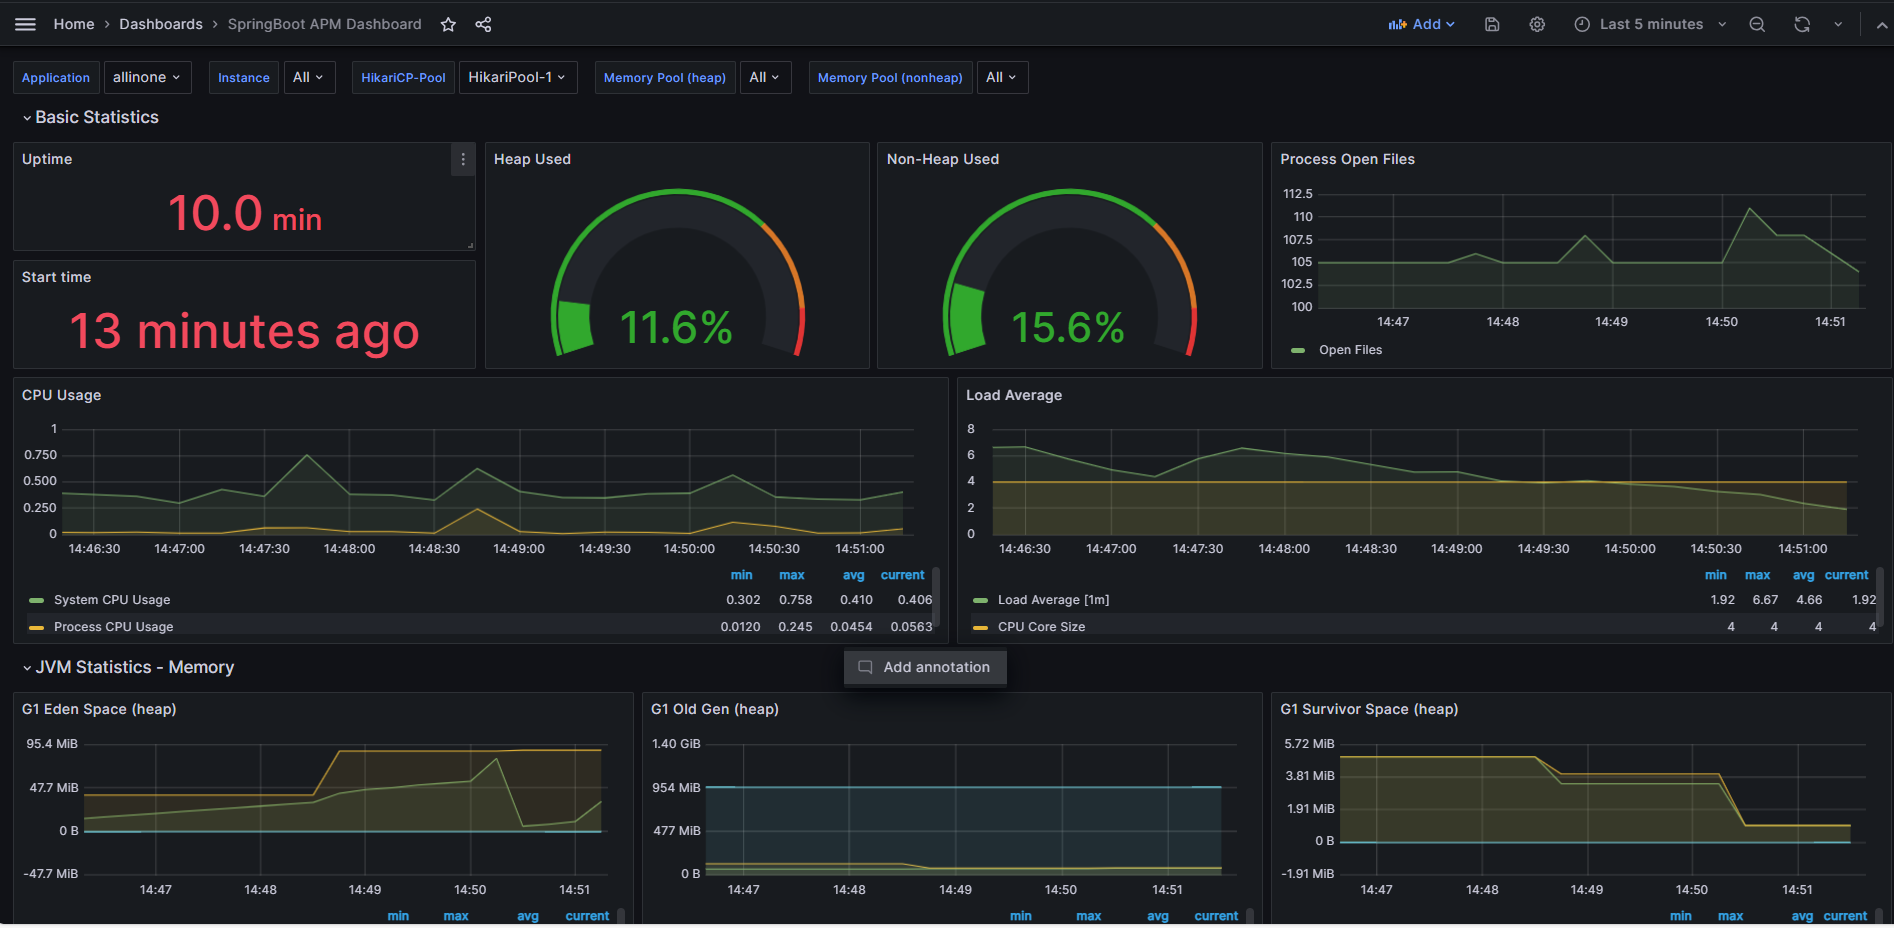 Home > Dashboards > SpringBoot APM Dashboard
Add
Last 5 minutes
Application allinone Instance All HikariCP-Pool HikariPool-1 Memory Pool (heap) All Memory Pool (nonheap) All
Basic Statistics
Uptime
10.0 min
Start time
13 minutes ago
Heap Used
11.6%
Non-Heap Used
15.6%
Process Open Files
112.5
110
107.5
105
102.5
100
14:47 14:48 14:49 14:50 14:51
Open Files
CPU Usage
1
0.750
0.500
0.250
0
14:46:30 14:47:00 14:47:30 14:48:00 14:48:30 14:49:00 14:49:30 14:50:00 14:50:30 14:51:00
min max avg current
System CPU Usage 0.302 0.758 0.410 0.406
Process CPU Usage 0.0120 0.245 0.0454 0.0563
Load Average
8
6
4
2
0
14:46:30 14:47:00 14:47:30 14:48:00 14:48:30 14:49:00 14:49:30 14:50:00 14:50:30 14:51:00
min max avg current
Load Average [1m] 1.92 6.67 4.66 1.92
CPU Core Size 4 4 4 4
JVM Statistics - Memory
Add annotation
G1 Eden Space (heap)
95.4 MiB
47.7 MiB
0 B
-47.7 MiB
14:47 14:48 14:49 14:50 14:51
min max avg current
G1 Old Gen (heap)
1.40 GiB
954 MiB
477 MiB
0 B
14:47 14:48 14:49 14:50 14:51
min max avg current
G1 Survivor Space (heap)
5.72 MiB
3.81 MiB
1.91 MiB
0 B
-1.91 MiB
14:47 14:48 14:49 14:50 14:51
min max avg current